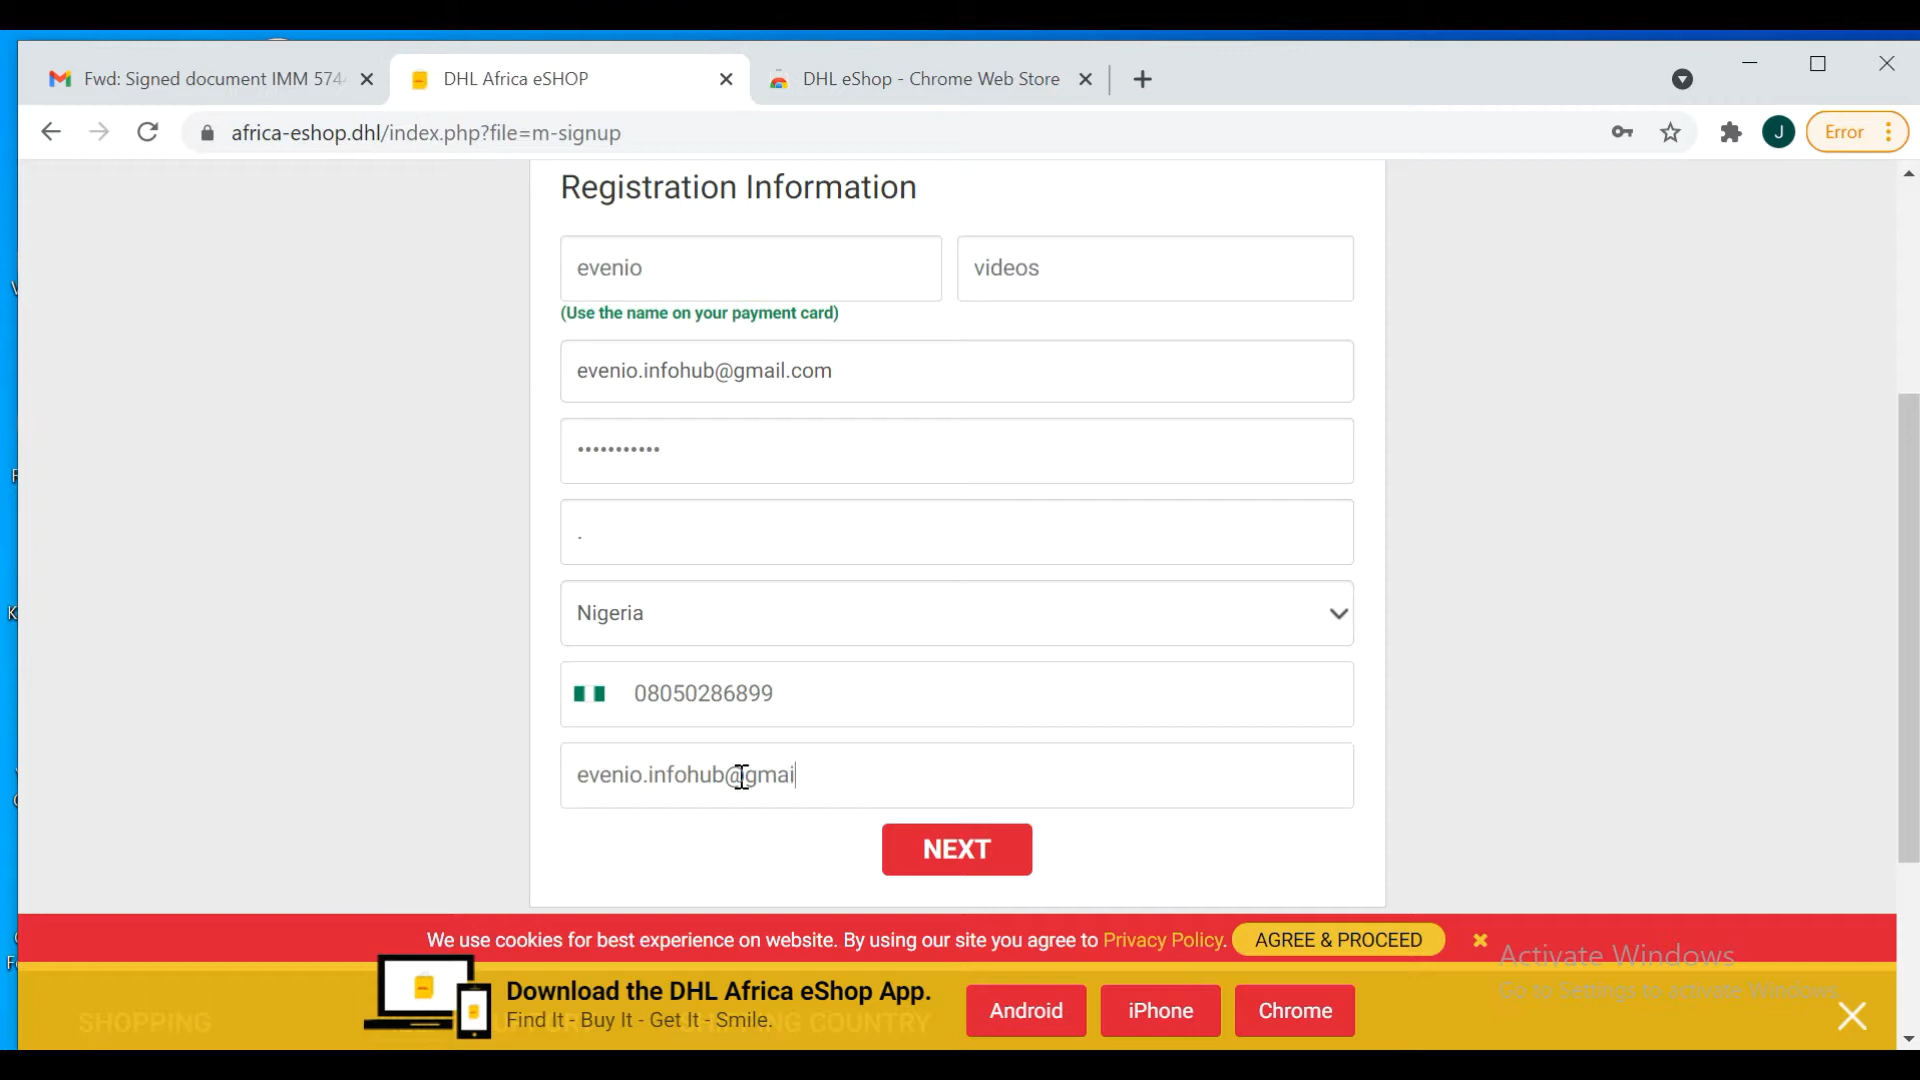 Fwd: Signed document IMM 574
DHL Africa eSHOP
DHL eShop - Chrome Web Store
africa-eshop.dhl/index.php?file=m-signup
J
Error
Registration Information
evenio
videos
(Use the name on your payment card)
evenio.infohub@gmail.com
•••••••••••
.
Nigeria
08050286899
evenio.infohub@gmai
NEXT
We use cookies for best experience on website. By using our site you agree to Privacy Policy.
AGREE & PROCEED
Activate Windows
Go to Settings to activate Windows.
Download the DHL Africa eShop App.
Find It - Buy It - Get It - Smile.
Android
iPhone
Chrome
SHOPPING
COUNTRY